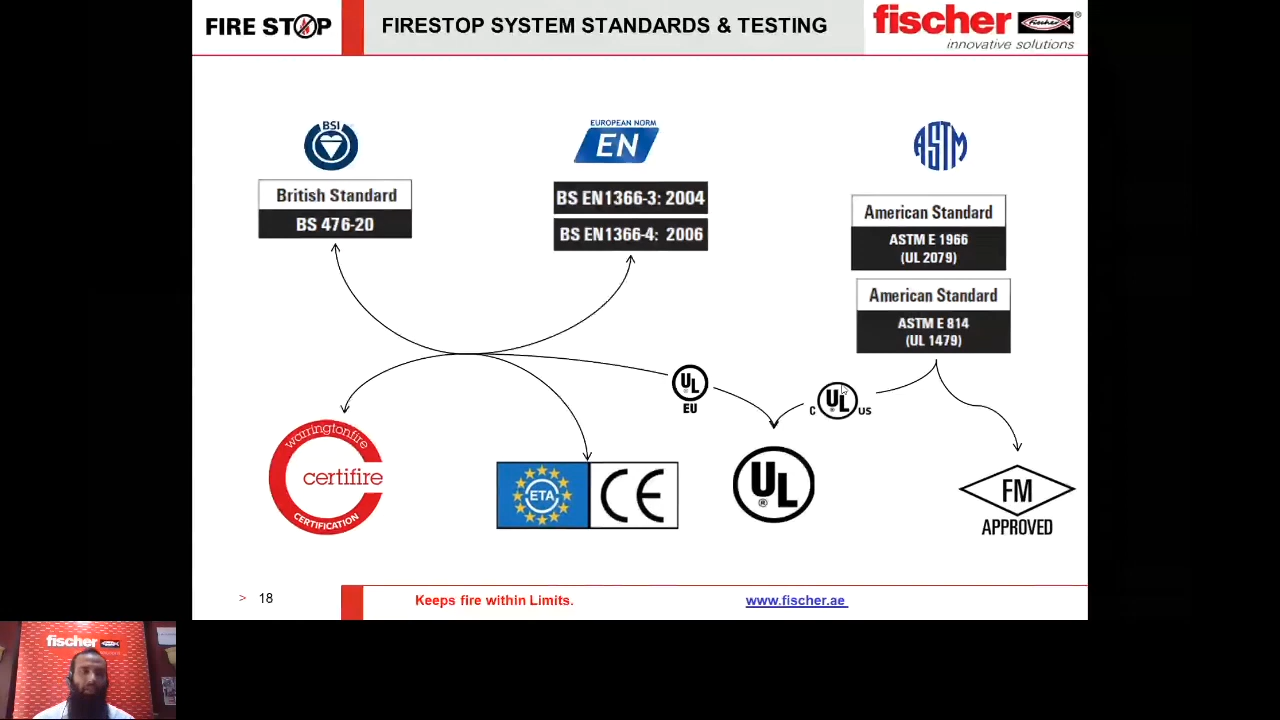 FIRE STOP
FIRESTOP SYSTEM STANDARDS & TESTING
fischer
fischer
®
innovative solutions
BSI
EUROPEAN NORM
EN
ASTM
British Standard
BS 476-20
BS EN1366-3: 2004
BS EN1366-4: 2006
American Standard
ASTM E 1966
(UL 2079)
American Standard
ASTM E 814
(UL 1479)
UL
®
EU
C UL US
®
warringtonfire
certifire
CERTIFICATION
ETA
CE
UL
®
FM
APPROVED
> 18
Keeps fire within Limits.
www.fischer.ae
fischer